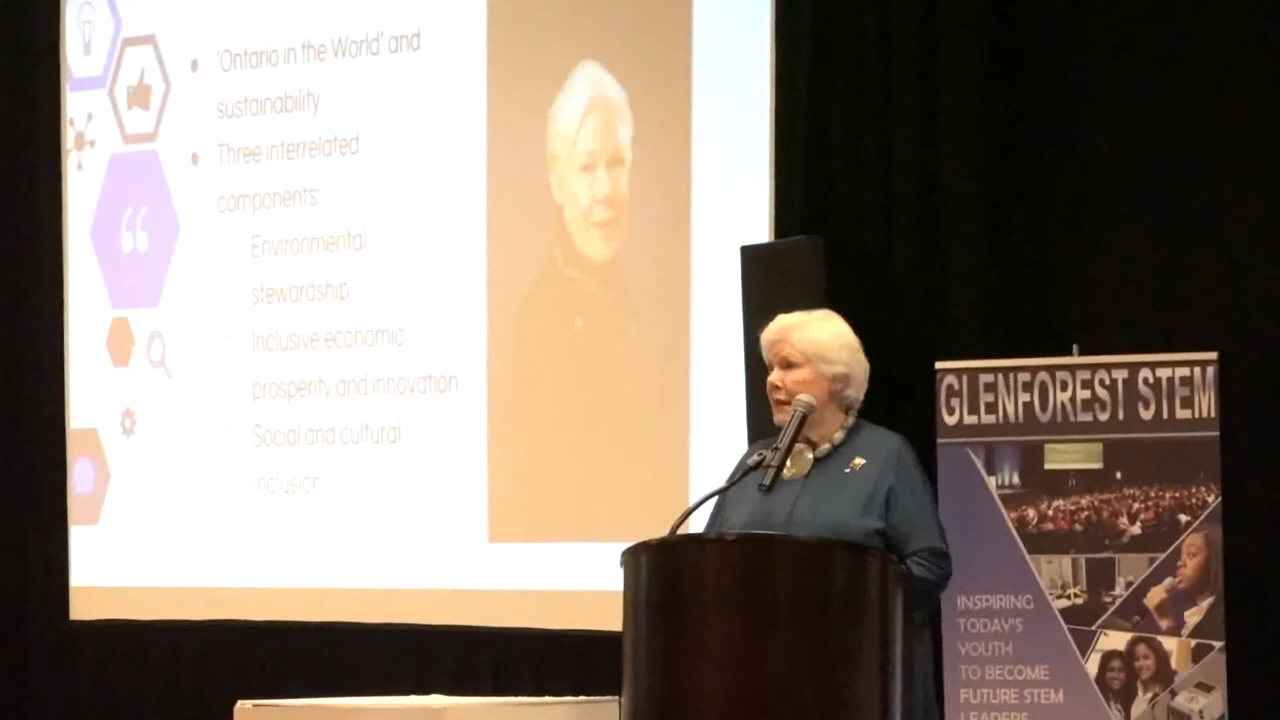 'Ontario in the World' and
sustainability
Three interrelated
components:
Environmental
stewardship
Inclusive economic
prosperity and innovation
Social and cultural
inclusion
GLENFOREST STEM
INSPIRING
TODAY'S
YOUTH
TO BECOME
FUTURE STEM
LEADERS